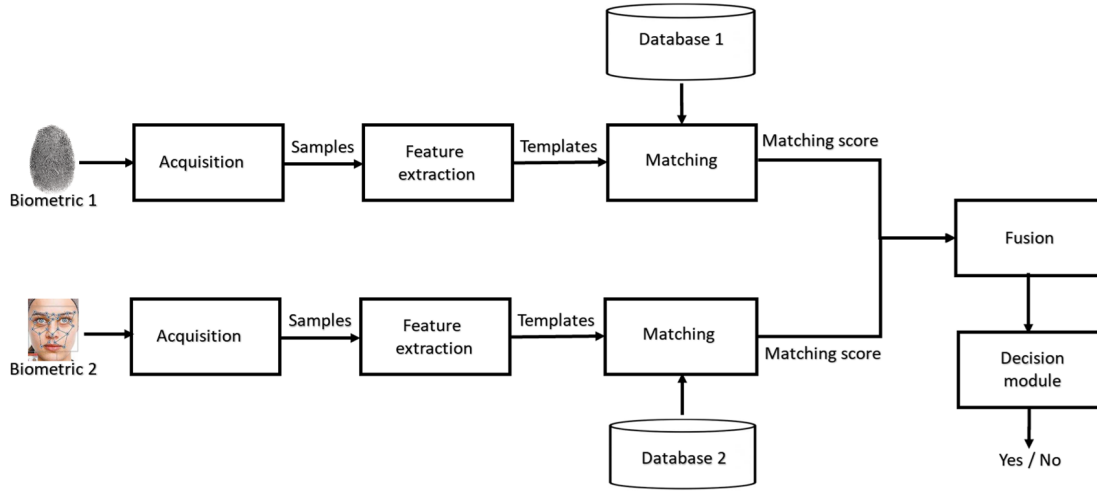 Database 1
Biometric 1
Acquisition
Samples
Feature
extraction
Templates
Matching
Matching score
Fusion
Biometric 2
Acquisition
Samples
Feature
extraction
Templates
Matching
Matching score
Decision
module
Database 2
Yes / No